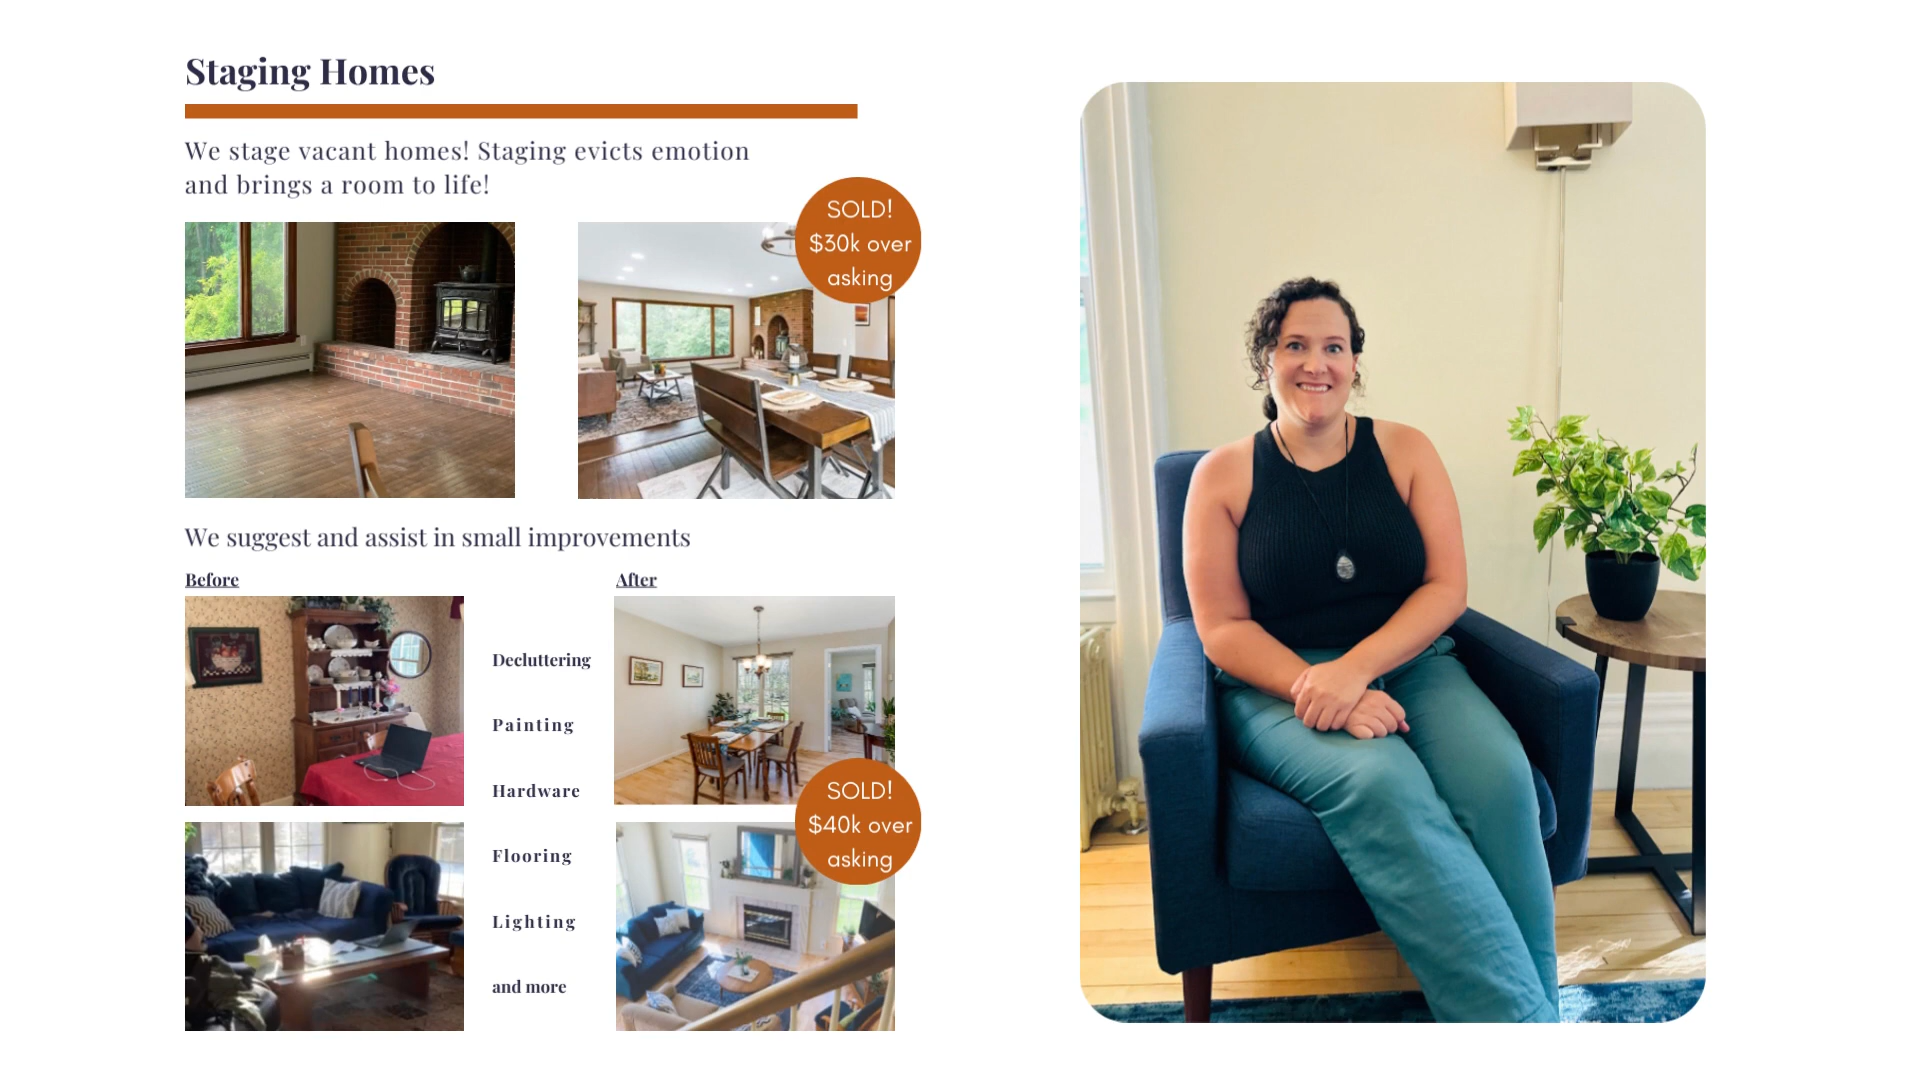 Staging Homes
We stage vacant homes! Staging evicts emotion
and brings a room to life!
SOLD!
$30k over
asking
We suggest and assist in small improvements
Before
After
Decluttering
Painting
Hardware
Flooring
Lighting
and more
SOLD!
$40k over
asking